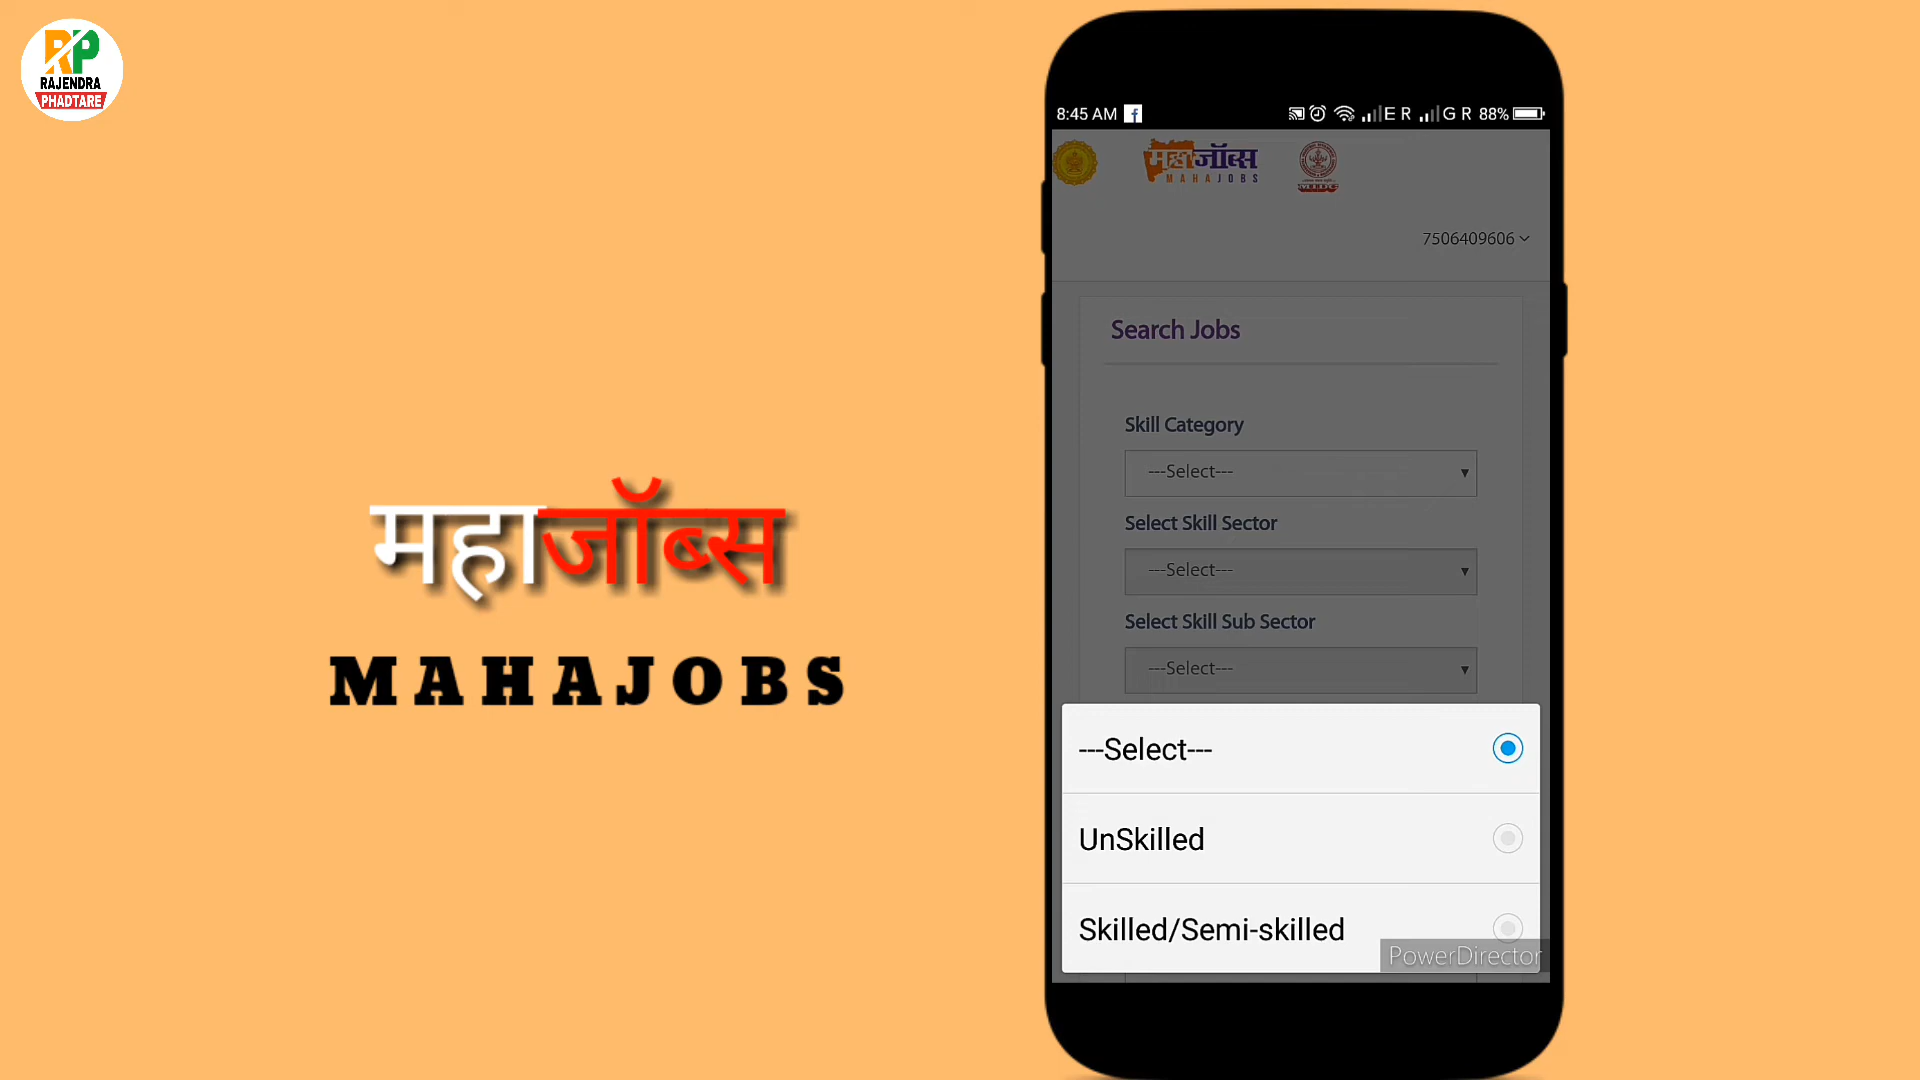 RP
RAJENDRA
PHADTARE
8:45 AM
E R
G R 88%
महाजॉब्स
MAHAJOBS
7506409606
Search Jobs
Skill Category
---Select---
Select Skill Sector
---Select---
Select Skill Sub Sector
---Select---
---Select---
UnSkilled
Skilled/Semi-skilled
PowerDirector
महाजॉब्स
MAHAJOBS